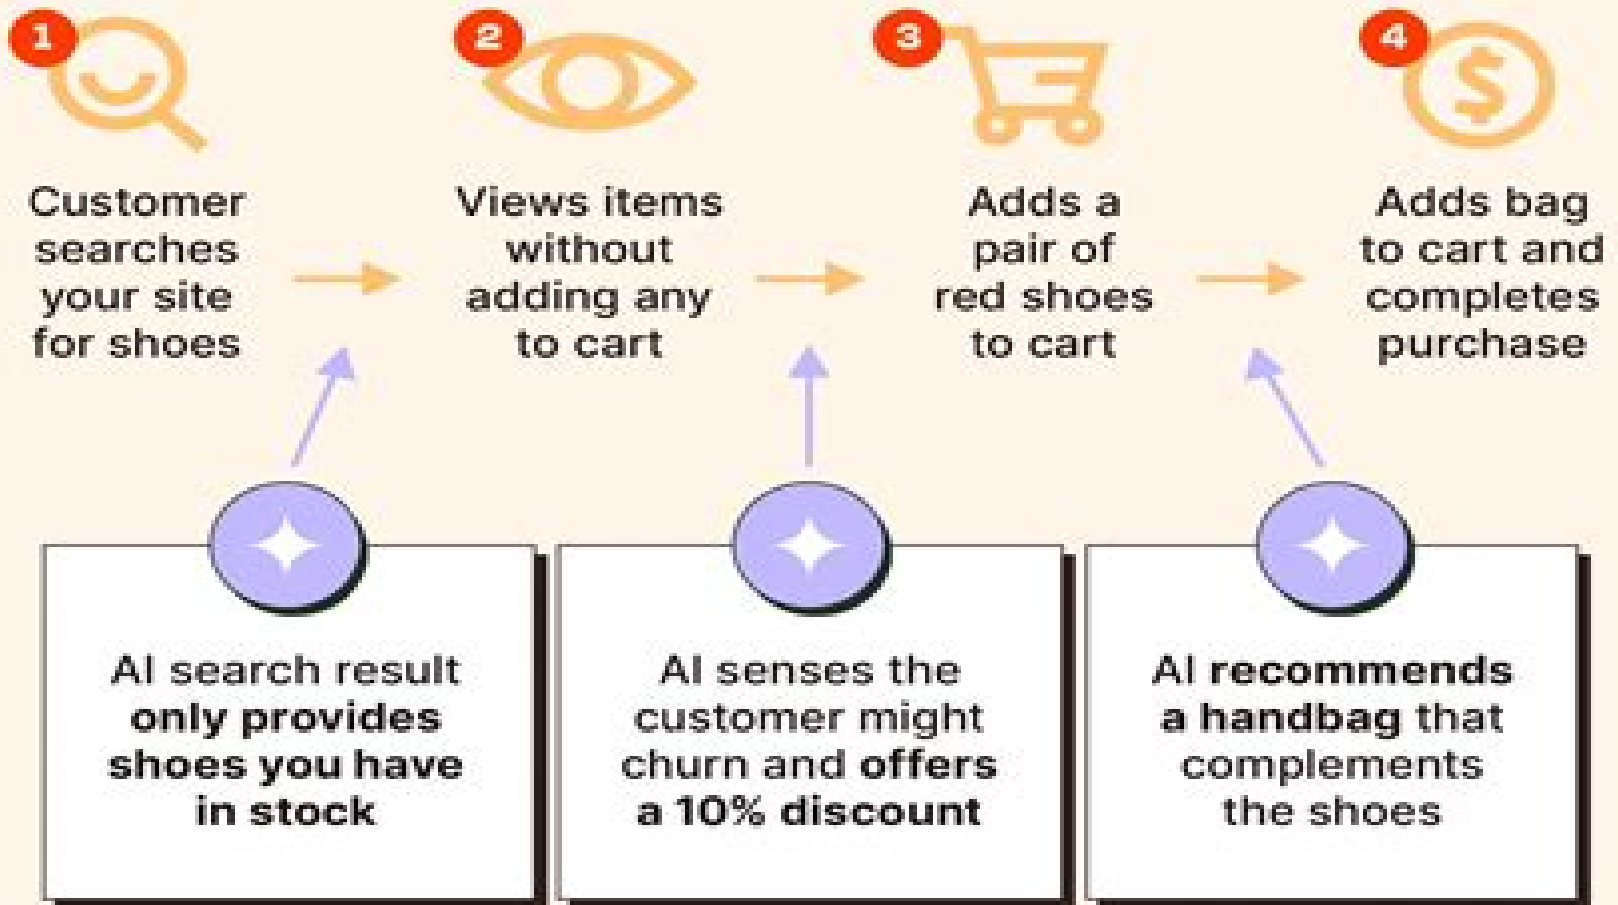 1
Customer
searches
your site
for shoes
2
Views items
without
adding any
to cart
3
Adds a
pair of
red shoes
to cart
4
$
Adds bag
to cart and
completes
purchase
AI search result
only provides
shoes you have
in stock
AI senses the
customer might
churn and offers
a 10% discount
AI recommends
a handbag that
complements
the shoes